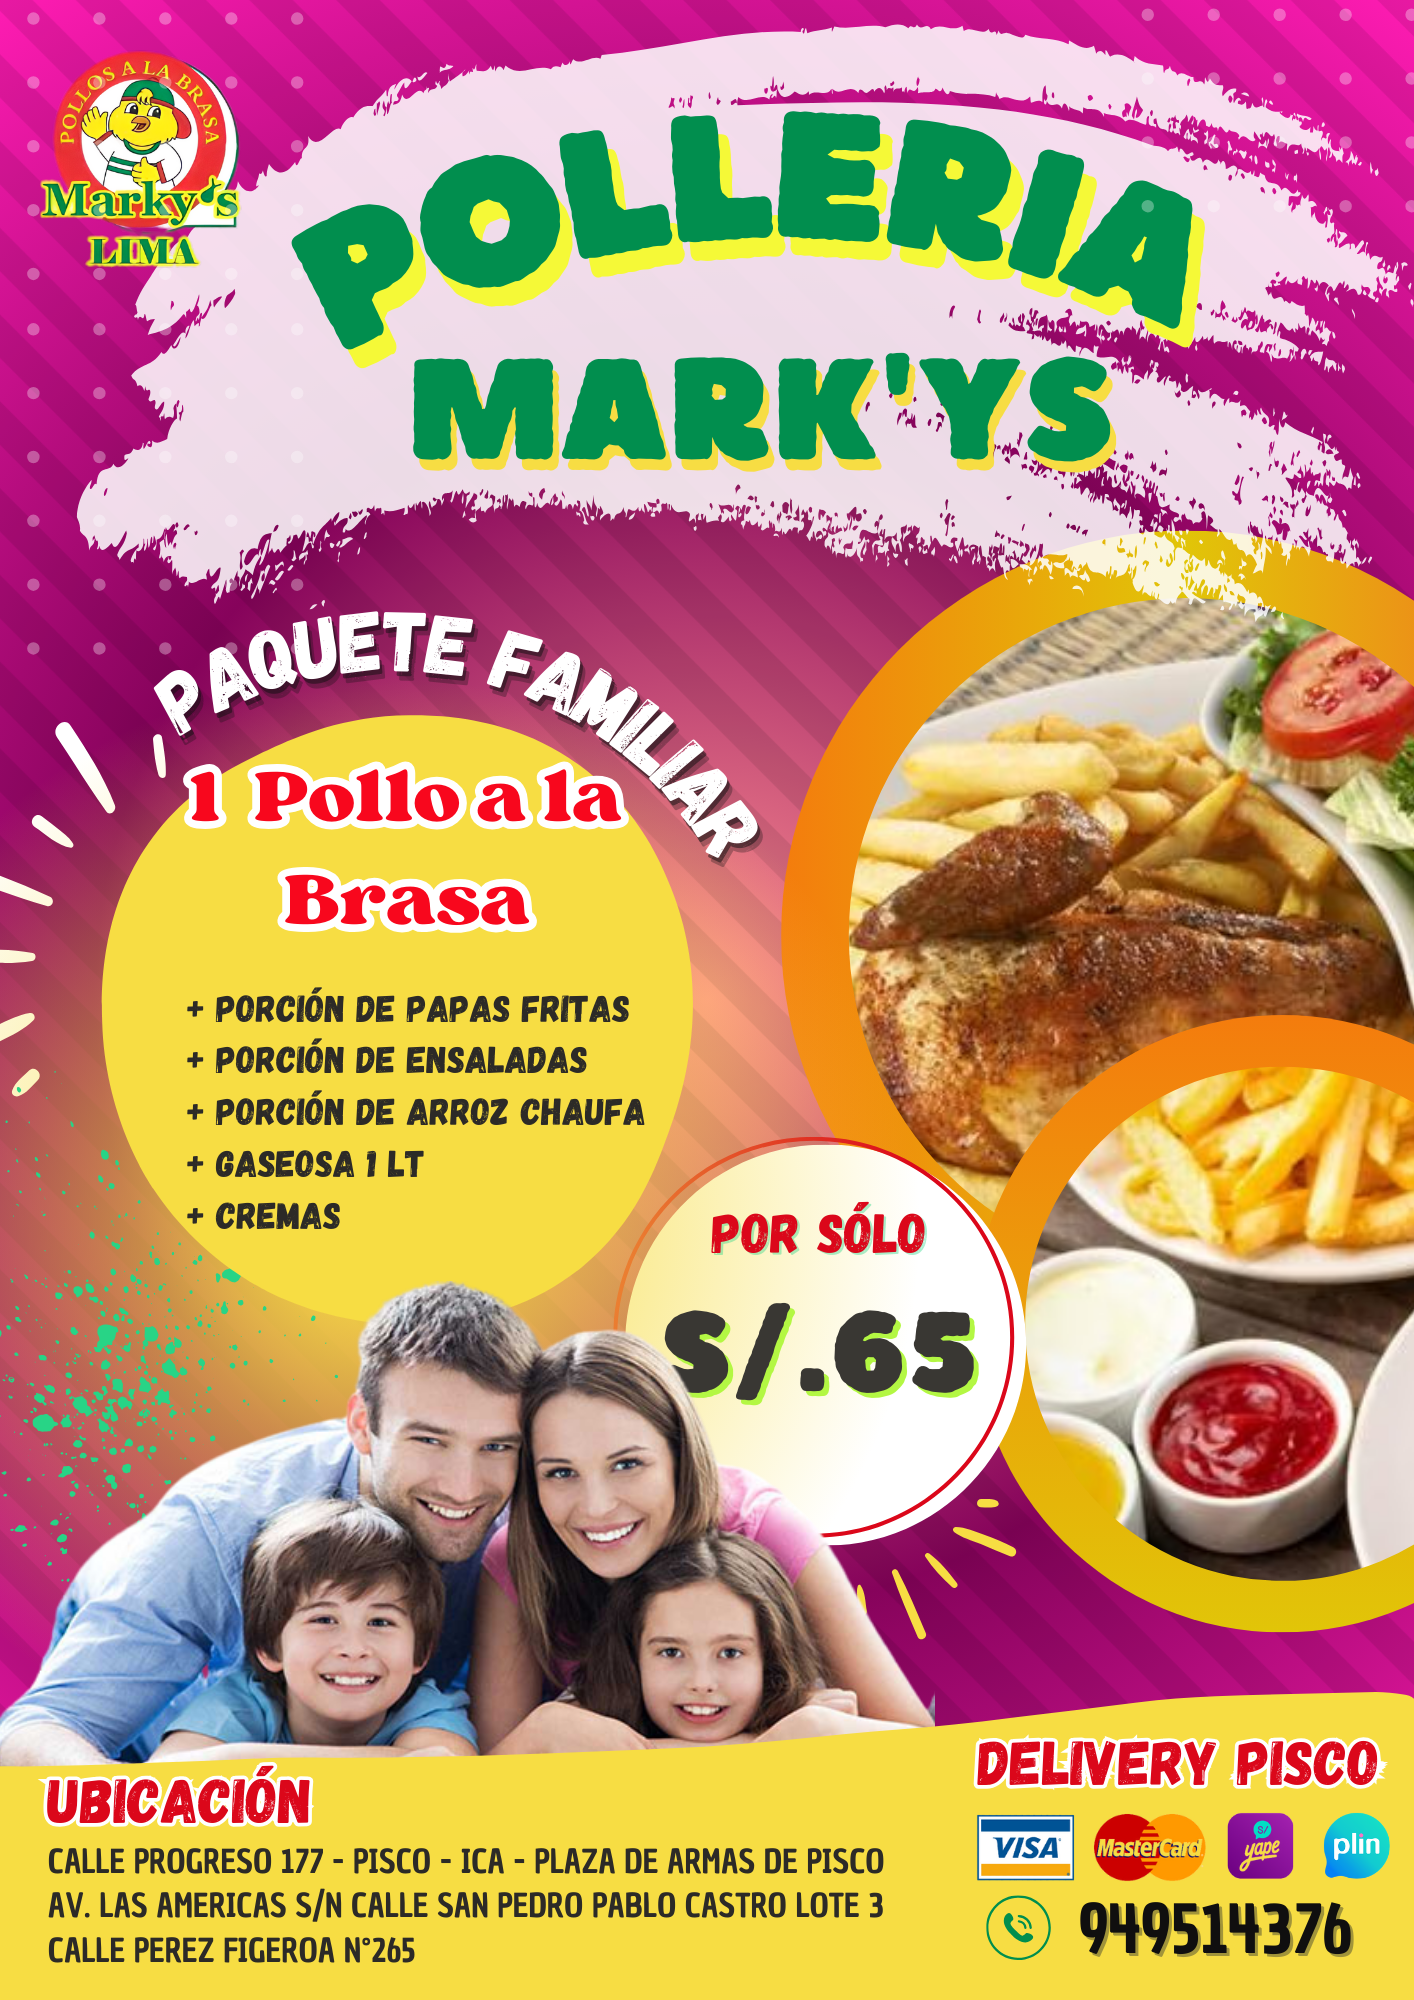 POLLOS A LA BRASA
Marky's
LIMA
POLLERIA
MARK'YS
PAQUETE FAMILIAR
1 Pollo a la
Brasa
+ PORCIÓN DE PAPAS FRITAS
+ PORCIÓN DE ENSALADAS
+ PORCIÓN DE ARROZ CHAUFA
+ GASEOSA 1 LT
+ CREMAS
POR SÓLO
S/.65
UBICACIÓN
CALLE PROGRESO 177 - PISCO - ICA - PLAZA DE ARMAS DE PISCO
AV. LAS AMERICAS S/N CALLE SAN PEDRO PABLO CASTRO LOTE 3
CALLE PEREZ FIGEROA N°265
DELIVERY PISCO
VISA MasterCard S/ yape plin
949514376